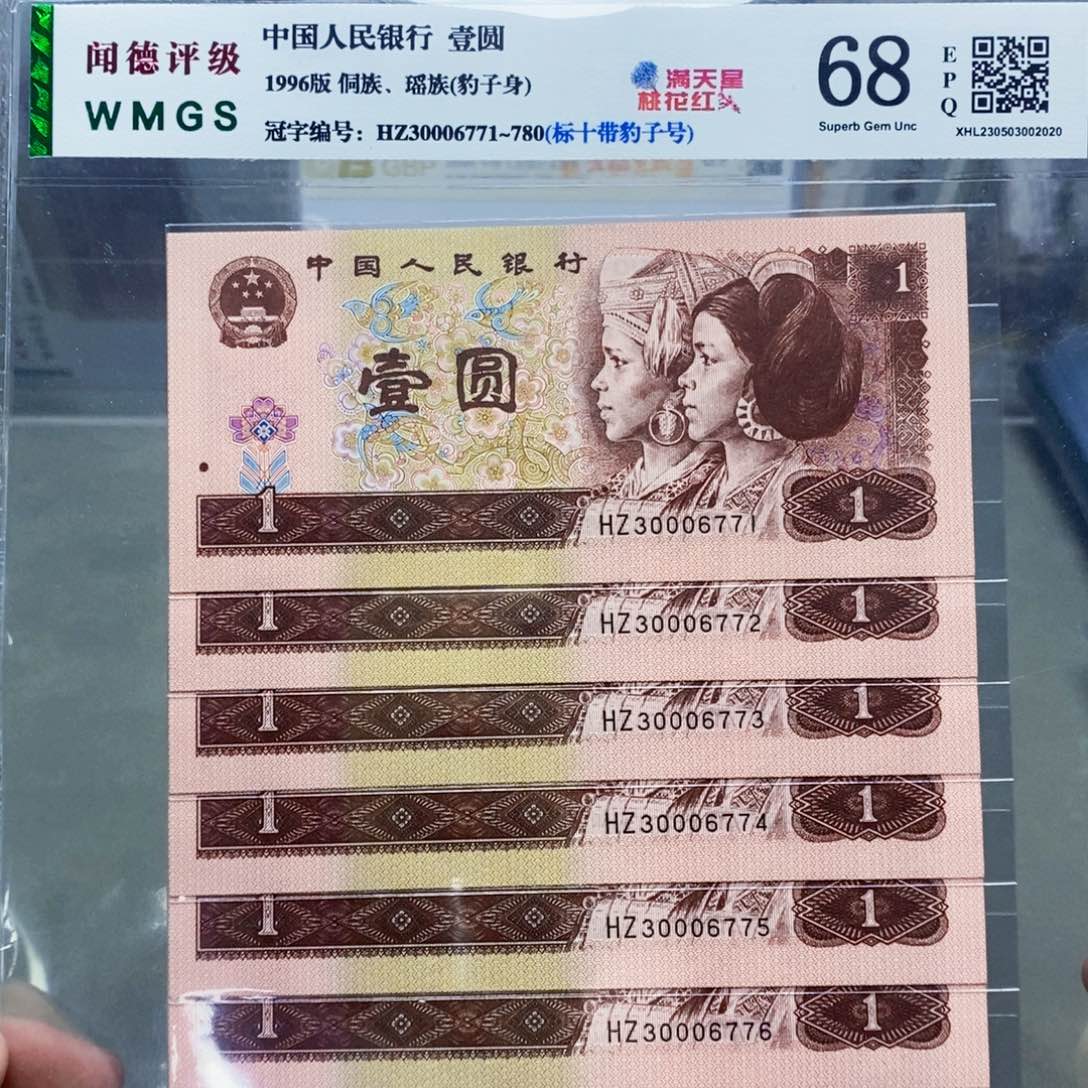 闻德评级
WMGS
中国人民银行 壹圆
1996版 侗族、瑶族(豹子身)
冠字编号：HZ30006771~780(标十带豹子号)
满天星
桃花红
68
EPQ
Superb Gem Unc
XHL230503002020
中国人民银行
1
壹圆
1 HZ30006771 1
1 HZ30006772 1
1 HZ30006773 1
1 HZ30006774 1
1 HZ30006775 1
1 HZ30006776 1